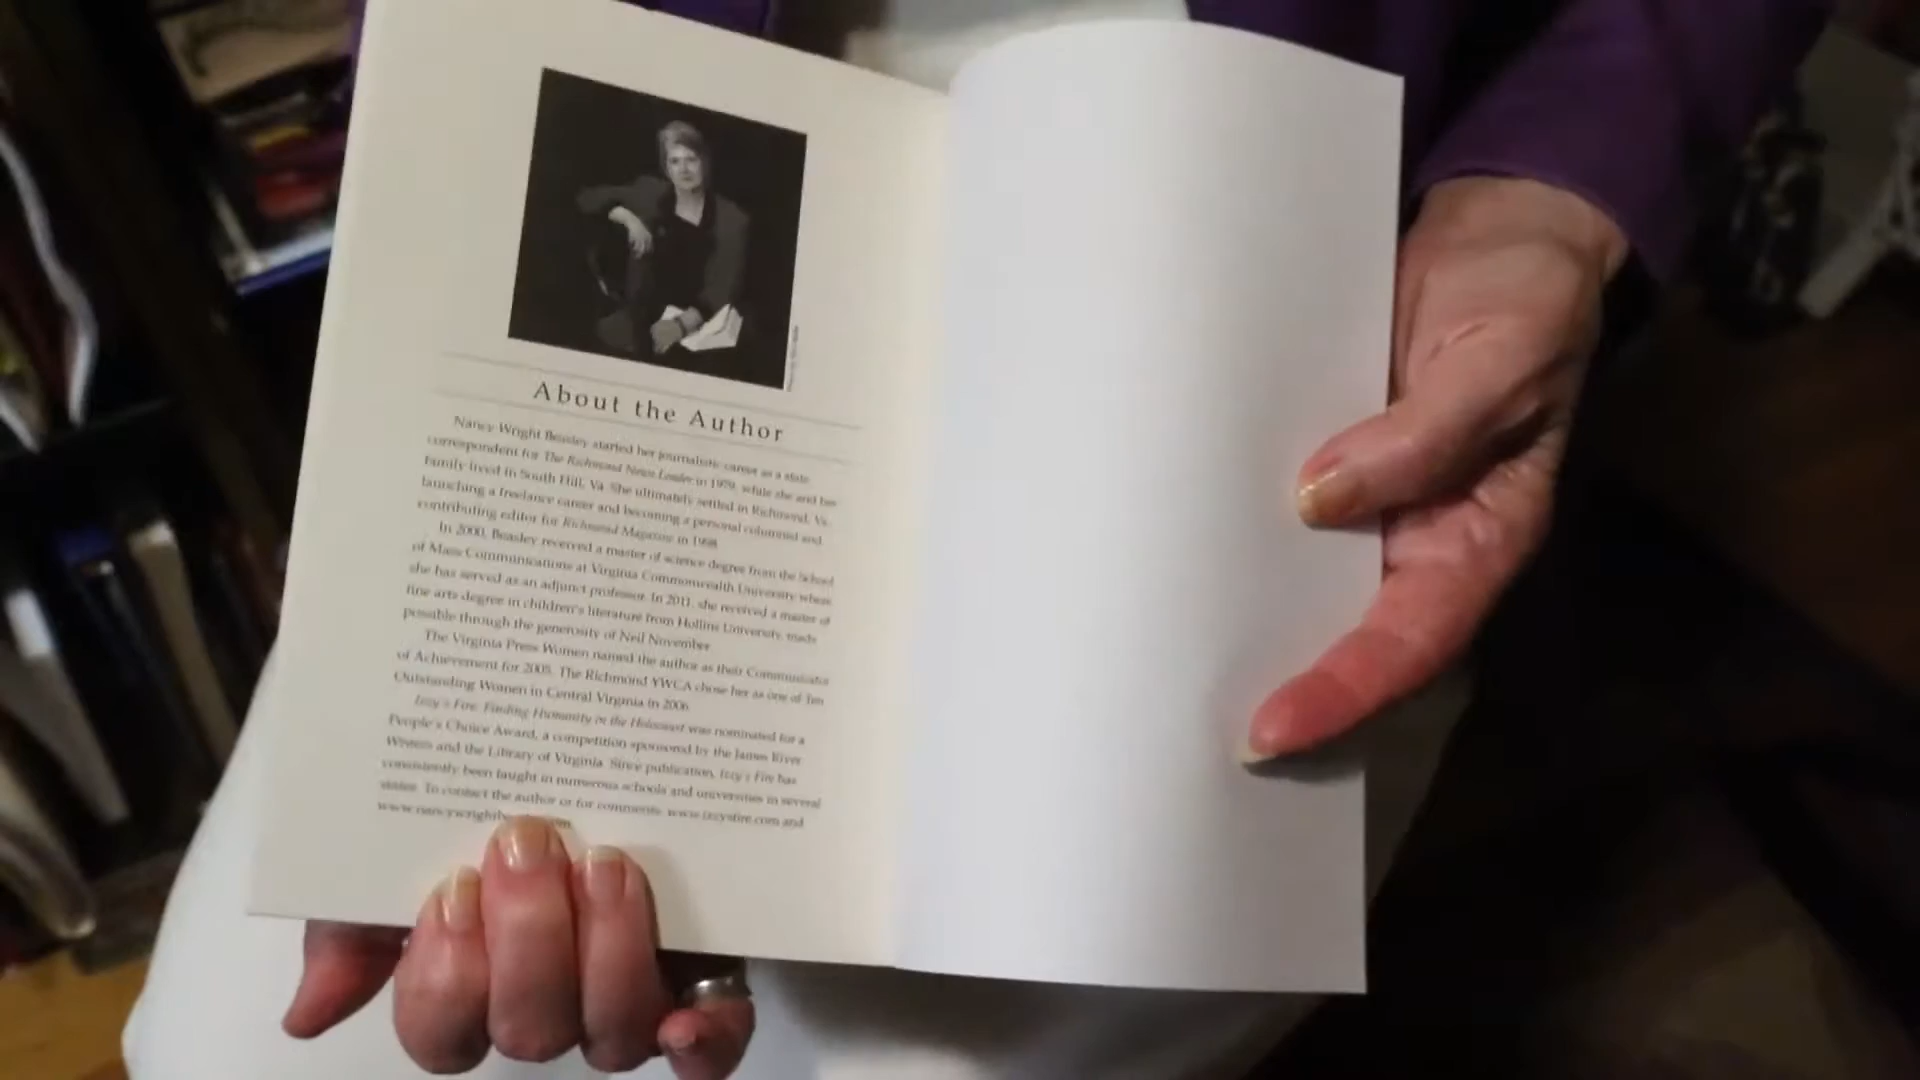 About the Author
Nancy Wright Beasley started her journalistic career as a state
correspondent for The Richmond News Leader in 1979, while she and her
family lived in South Hill, Va. She ultimately settled in Richmond, Va.,
launching a freelance career and becoming a personal columnist and
contributing editor for Richmond Magazine in 1998.
In 2000, Beasley received a master of science degree from the School
of Mass Communications at Virginia Commonwealth University where
she has served as an adjunct professor. In 2011, she received a master of
fine arts degree in children's literature from Hollins University, made
possible through the generosity of Neil November.
The Virginia Press Women named the author as their Communicator
of Achievement for 2005. The Richmond YWCA chose her as one of Ten
Outstanding Women in Central Virginia in 2006.
Izzy's Fire: Finding Humanity in the Holocaust was nominated for a
People's Choice Award, a competition sponsored by the James River
Writers and the Library of Virginia. Since publication, Izzy's Fire has
consistently been taught in numerous schools and universities in several
states. To contact the author or for comments: www.izzysfire.com and